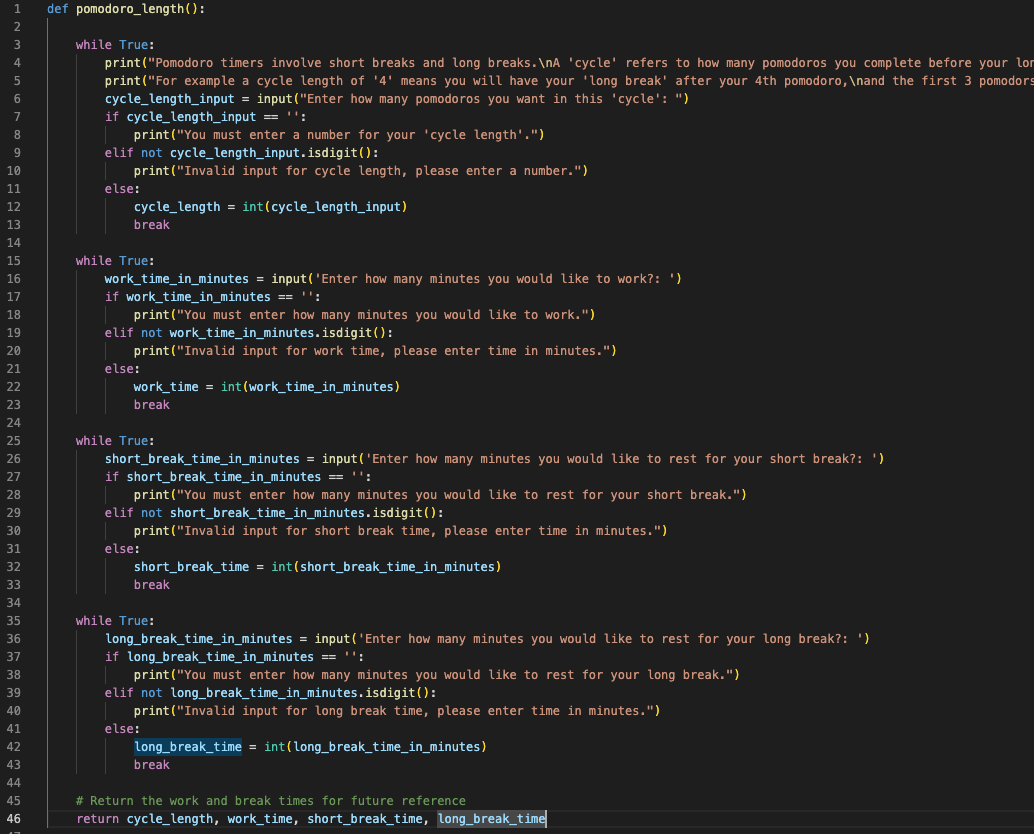 1 def pomodoro_length():
2
3 while True:
4 print("Pomodoro timers involve short breaks and long breaks.\nA 'cycle' refers to how many pomodoros you complete before your lon
5 print("For example a cycle length of '4' means you will have your 'long break' after your 4th pomodoro,\nand the first 3 pomodors
6 cycle_length_input = input("Enter how many pomodoros you want in this 'cycle': ")
7 if cycle_length_input == '':
8 print("You must enter a number for your 'cycle length'.")
9 elif not cycle_length_input.isdigit():
10 print("Invalid input for cycle length, please enter a number.")
11 else:
12 cycle_length = int(cycle_length_input)
13 break
14
15 while True:
16 work_time_in_minutes = input('Enter how many minutes you would like to work?: ')
17 if work_time_in_minutes == '':
18 print("You must enter how many minutes you would like to work.")
19 elif not work_time_in_minutes.isdigit():
20 print("Invalid input for work time, please enter time in minutes.")
21 else:
22 work_time = int(work_time_in_minutes)
23 break
24
25 while True:
26 short_break_time_in_minutes = input('Enter how many minutes you would like to rest for your short break?: ')
27 if short_break_time_in_minutes == '':
28 print("You must enter how many minutes you would like to rest for your short break.")
29 elif not short_break_time_in_minutes.isdigit():
30 print("Invalid input for short break time, please enter time in minutes.")
31 else:
32 short_break_time = int(short_break_time_in_minutes)
33 break
34
35 while True:
36 long_break_time_in_minutes = input('Enter how many minutes you would like to rest for your long break?: ')
37 if long_break_time_in_minutes == '':
38 print("You must enter how many minutes you would like to rest for your long break.")
39 elif not long_break_time_in_minutes.isdigit():
40 print("Invalid input for long break time, please enter time in minutes.")
41 else:
42 long_break_time = int(long_break_time_in_minutes)
43 break
44
45 # Return the work and break times for future reference
46 return cycle_length, work_time, short_break_time, long_break_time